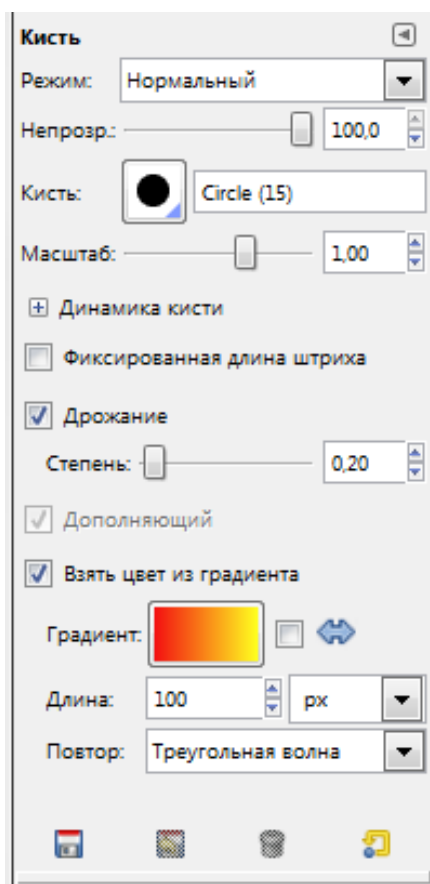 Кисть
Режим: Нормальный
Непрозр.: 100,0
Кисть: Circle (15)
Масштаб: 1,00
Динамика кисти
Фиксированная длина штриха
Дрожание
Степень: 0,20
Дополняющий
Взять цвет из градиента
Градиент:
Длина: 100 px
Повтор: Треугольная волна